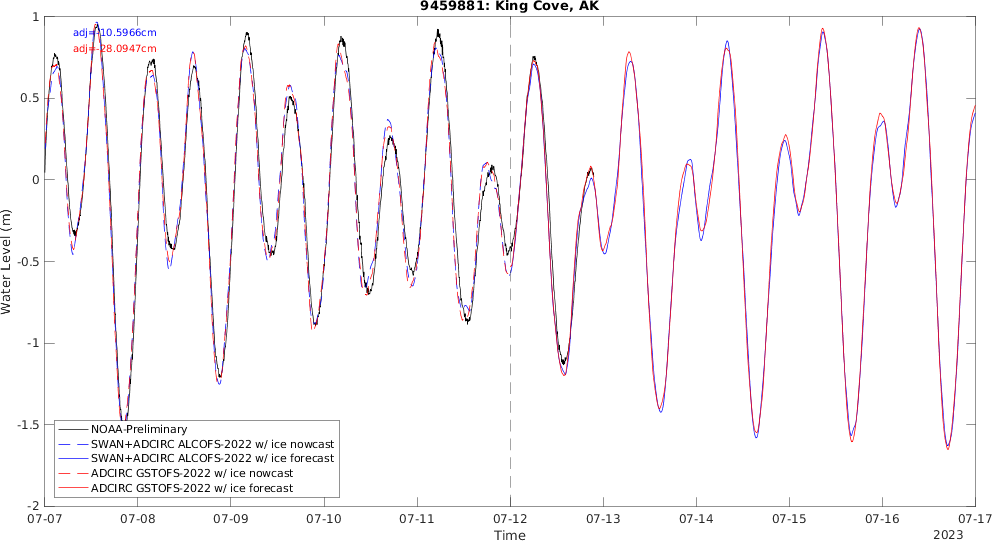 9459881: King Cove, AK
adj=-10.5966cm
adj=-28.0947cm
1
0.5
0
-0.5
-1
-1.5
-2
Water Level (m)
NOAA-Preliminary
SWAN+ADCIRC ALCOFS-2022 w/ ice nowcast
SWAN+ADCIRC ALCOFS-2022 w/ ice forecast
ADCIRC GSTOFS-2022 w/ ice nowcast
ADCIRC GSTOFS-2022 w/ ice forecast
07-07 07-08 07-09 07-10 07-11 07-12 07-13 07-14 07-15 07-16 07-17
Time
2023